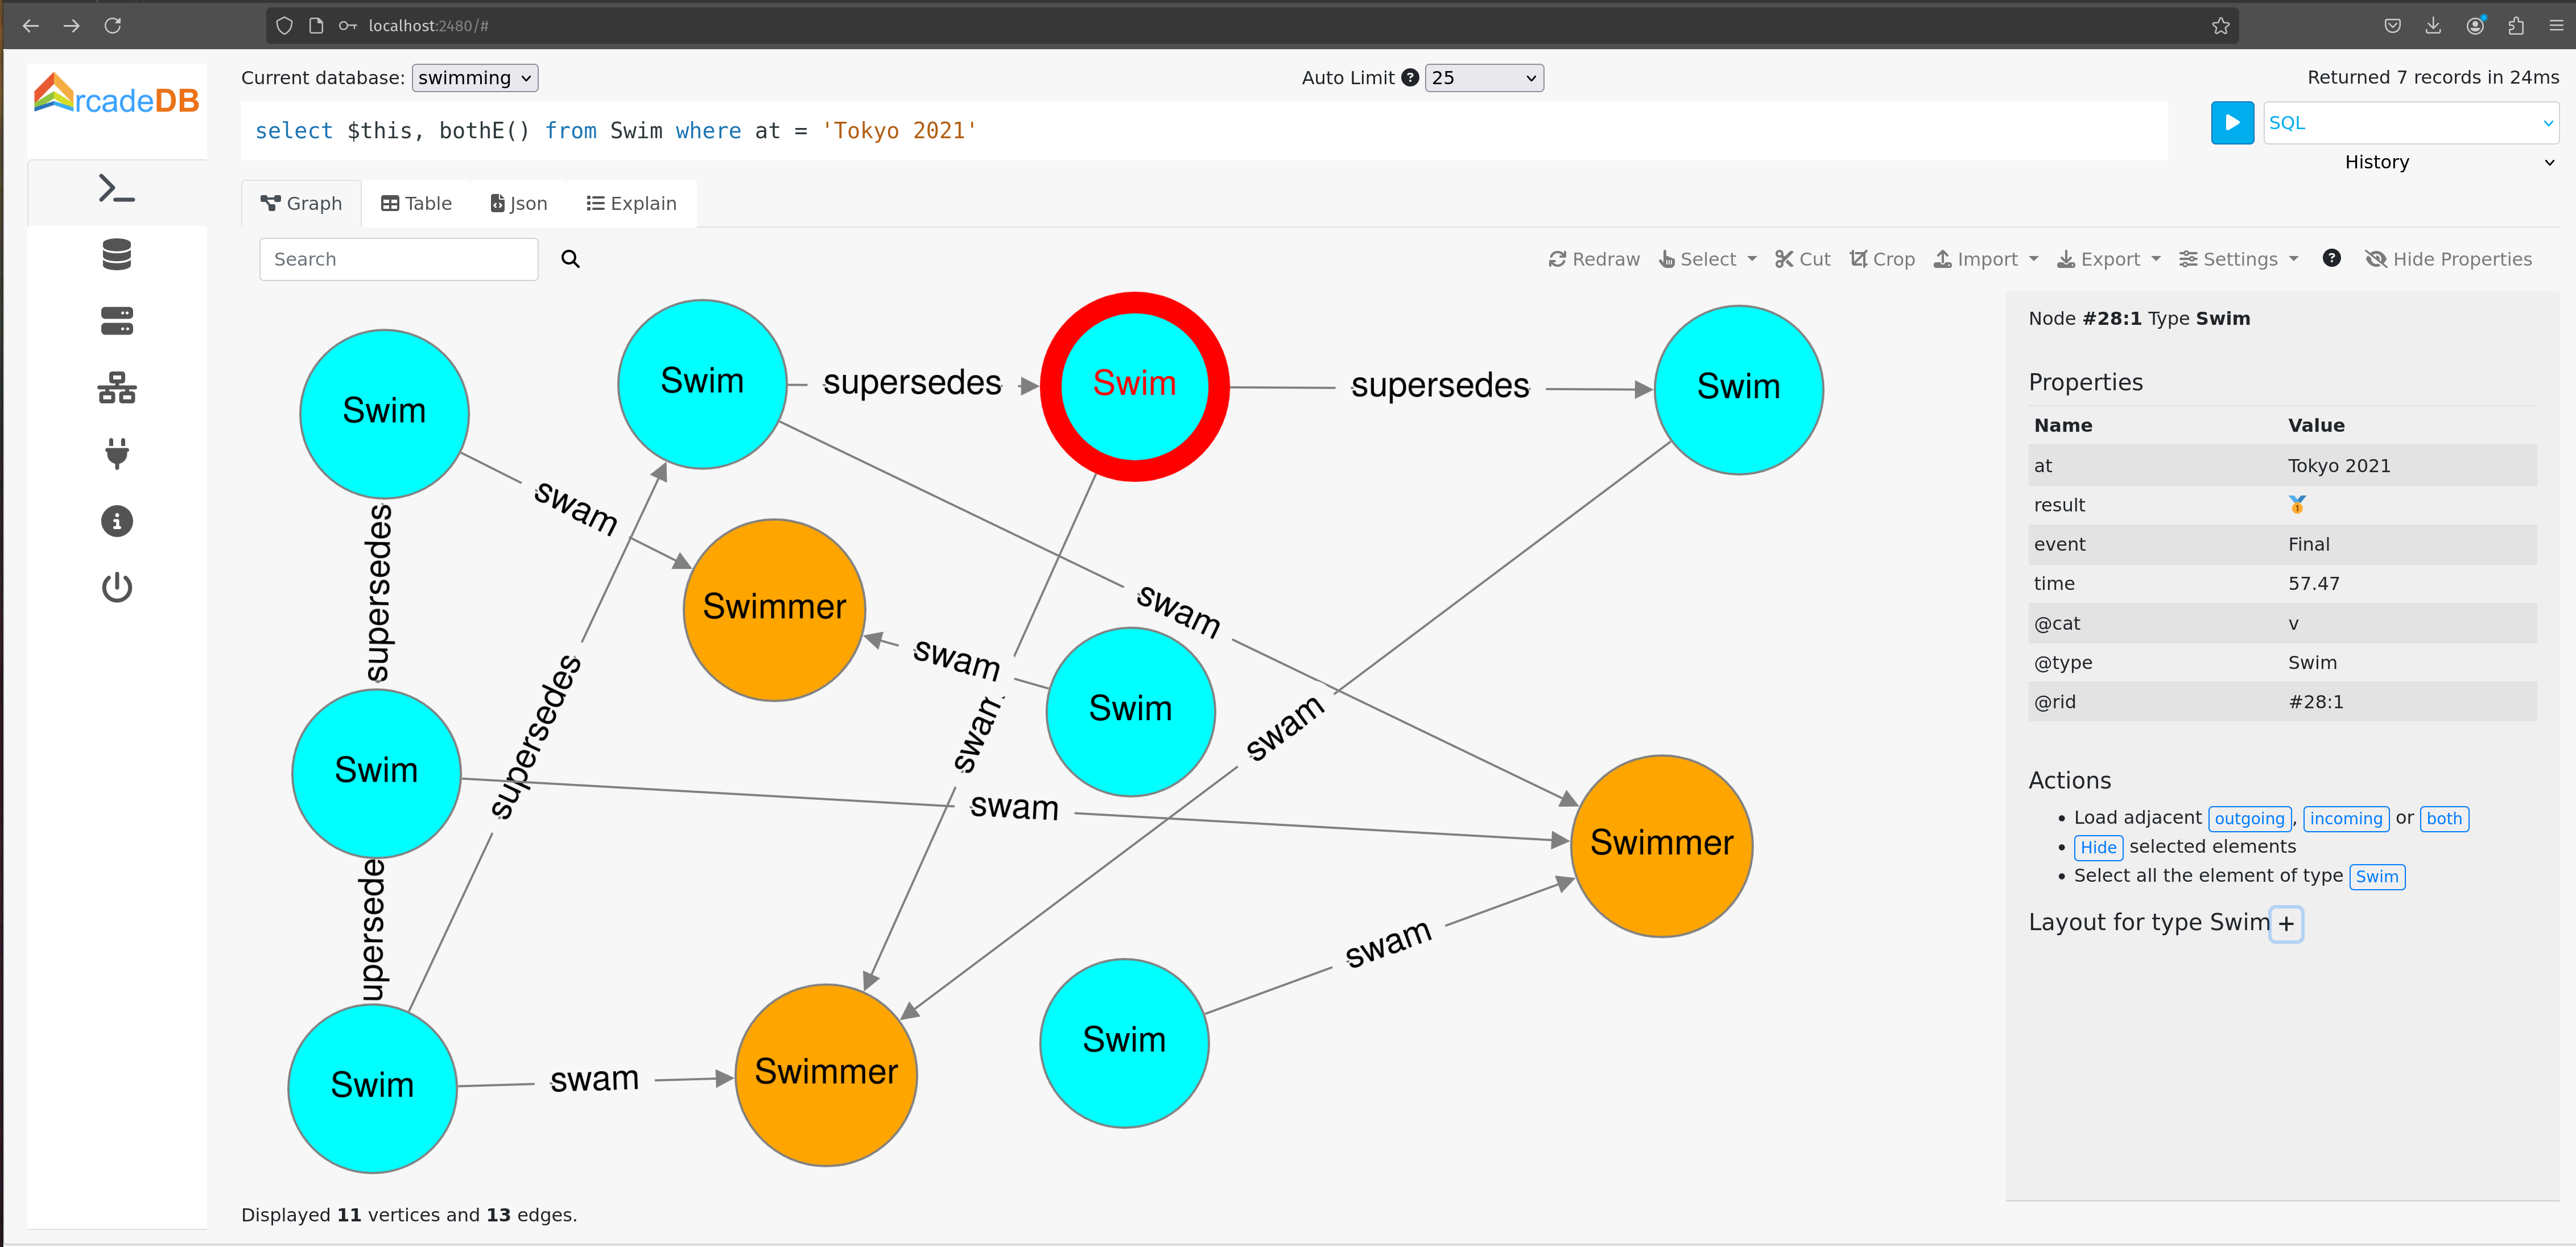 localhost:2480/#
rcadeDB
Current database: swimming
Auto Limit ? 25
Returned 7 records in 24ms
select $this, bothE() from Swim where at = 'Tokyo 2021'
SQL
History
Graph Table Json Explain
Search
Redraw Select Cut Crop Import Export Settings ? Hide Properties
Swim
Swim
supersedes
Swim
supersedes
Swim
swam
supersedes
Swimmer
swam
swam
Swim
supersedes
swam
swam
Swim
swam
Swimmer
upersede
swam
Swim
swam
Swimmer
Swim
Node #28:1 Type Swim
Properties
Name Value
at Tokyo 2021
result 🥇
event Final
time 57.47
@cat v
@type Swim
@rid #28:1
Actions
• Load adjacent outgoing, incoming or both
• Hide selected elements
• Select all the element of type Swim
Layout for type Swim +
Displayed 11 vertices and 13 edges.